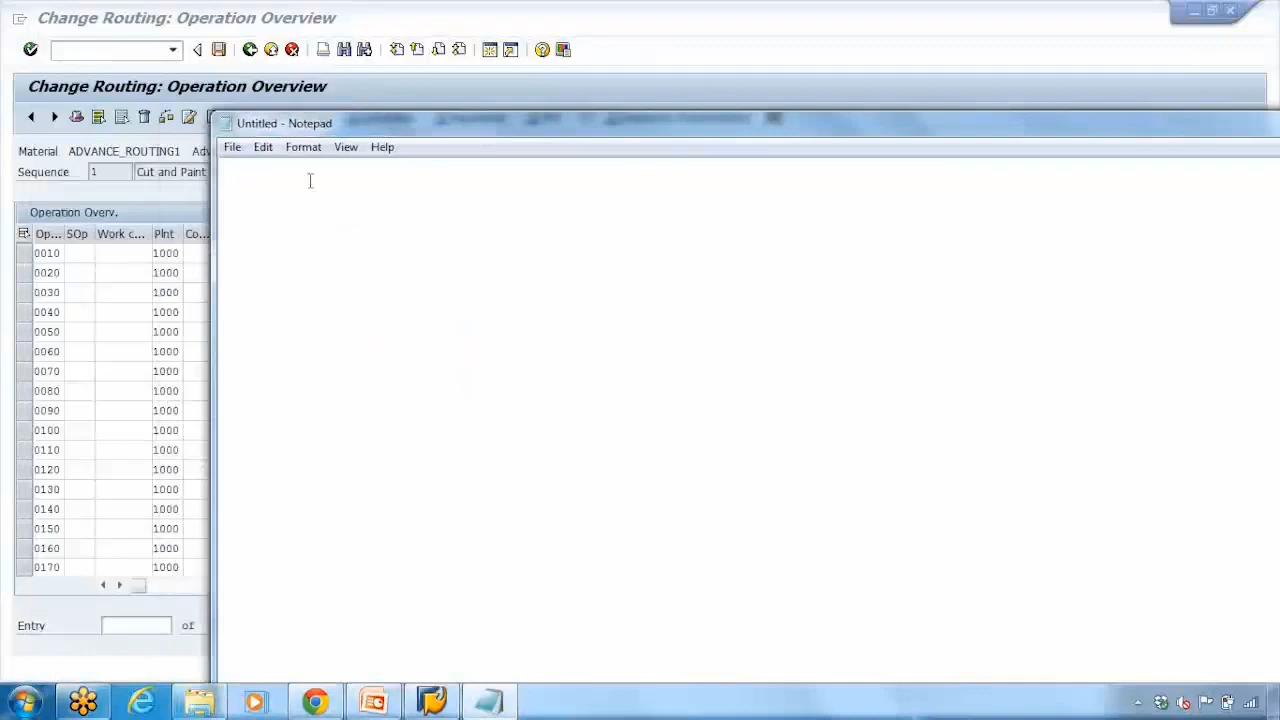 Change Routing: Operation Overview
Change Routing: Operation Overview
Untitled - Notepad
File Edit Format View Help
Material ADVANCE_ROUTING1 Adv
Sequence 1 Cut and Paint
Operation Overv.
Op... SOp Work c... Plnt Co...
0010 1000
0020 1000
0030 1000
0040 1000
0050 1000
0060 1000
0070 1000
0080 1000
0090 1000
0100 1000
0110 1000
0120 1000
0130 1000
0140 1000
0150 1000
0160 1000
0170 1000
Entry of